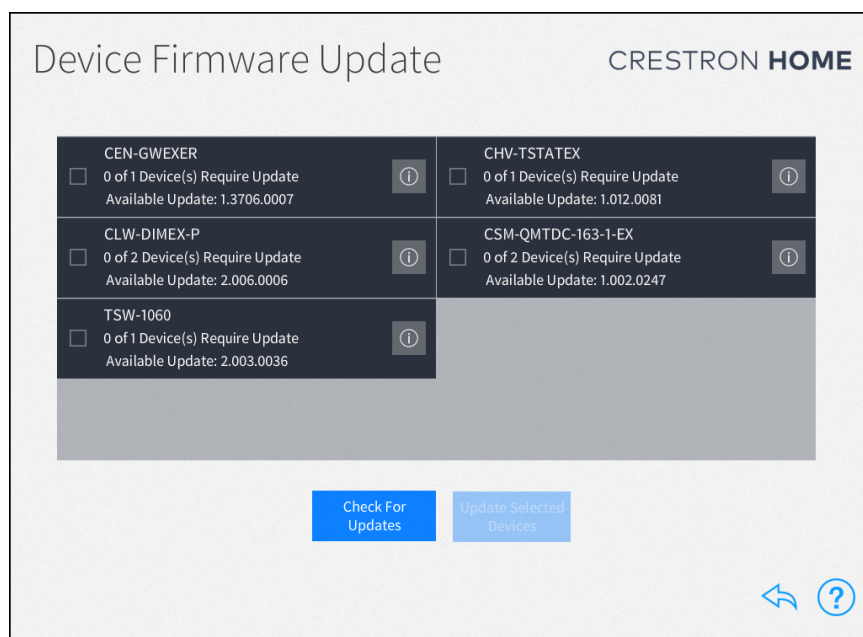 Device Firmware Update
CRESTRON HOME
CEN-GWEXER
0 of 1 Device(s) Require Update
Available Update: 1.3706.0007
CHV-TSTATEX
0 of 1 Device(s) Require Update
Available Update: 1.012.0081
CLW-DIMEX-P
0 of 2 Device(s) Require Update
Available Update: 2.006.0006
CSM-QMTDC-163-1-EX
0 of 2 Device(s) Require Update
Available Update: 1.002.0247
TSW-1060
0 of 1 Device(s) Require Update
Available Update: 2.003.0036
Check For
Updates
Update Selected
Devices